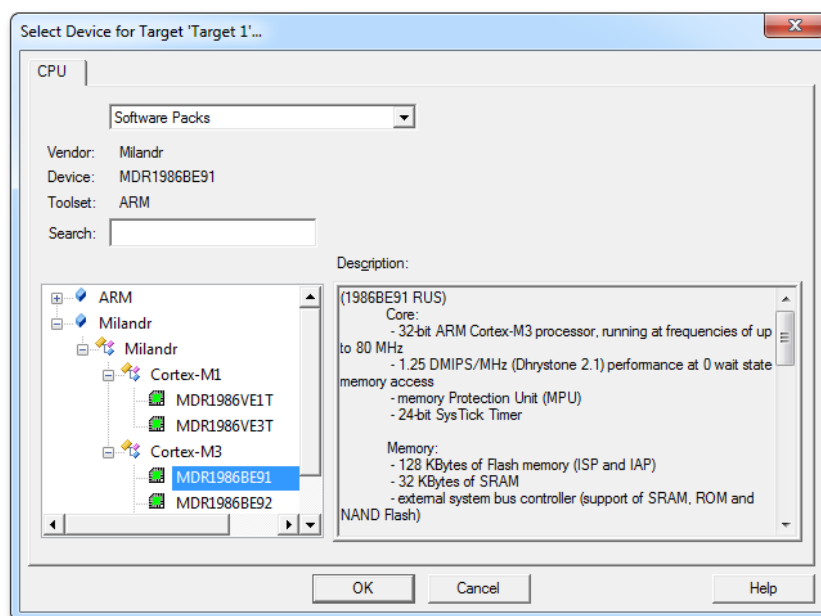 Select Device for Target 'Target 1'...
CPU
Software Packs
Vendor: Milandr
Device: MDR1986BE91
Toolset: ARM
Search:
ARM
Milandr
Milandr
Cortex-M1
MDR1986VE1T
MDR1986VE3T
Cortex-M3
MDR1986BE91
MDR1986BE92
Description:
(1986BE91 RUS)
Core:
- 32-bit ARM Cortex-M3 processor, running at frequencies of up
to 80 MHz
- 1.25 DMIPS/MHz (Dhrystone 2.1) performance at 0 wait state
memory access
- memory Protection Unit (MPU)
- 24-bit SysTick Timer
Memory:
- 128 KBytes of Flash memory (ISP and IAP)
- 32 KBytes of SRAM
- external system bus controller (support of SRAM, ROM and
NAND Flash)
OK
Cancel
Help